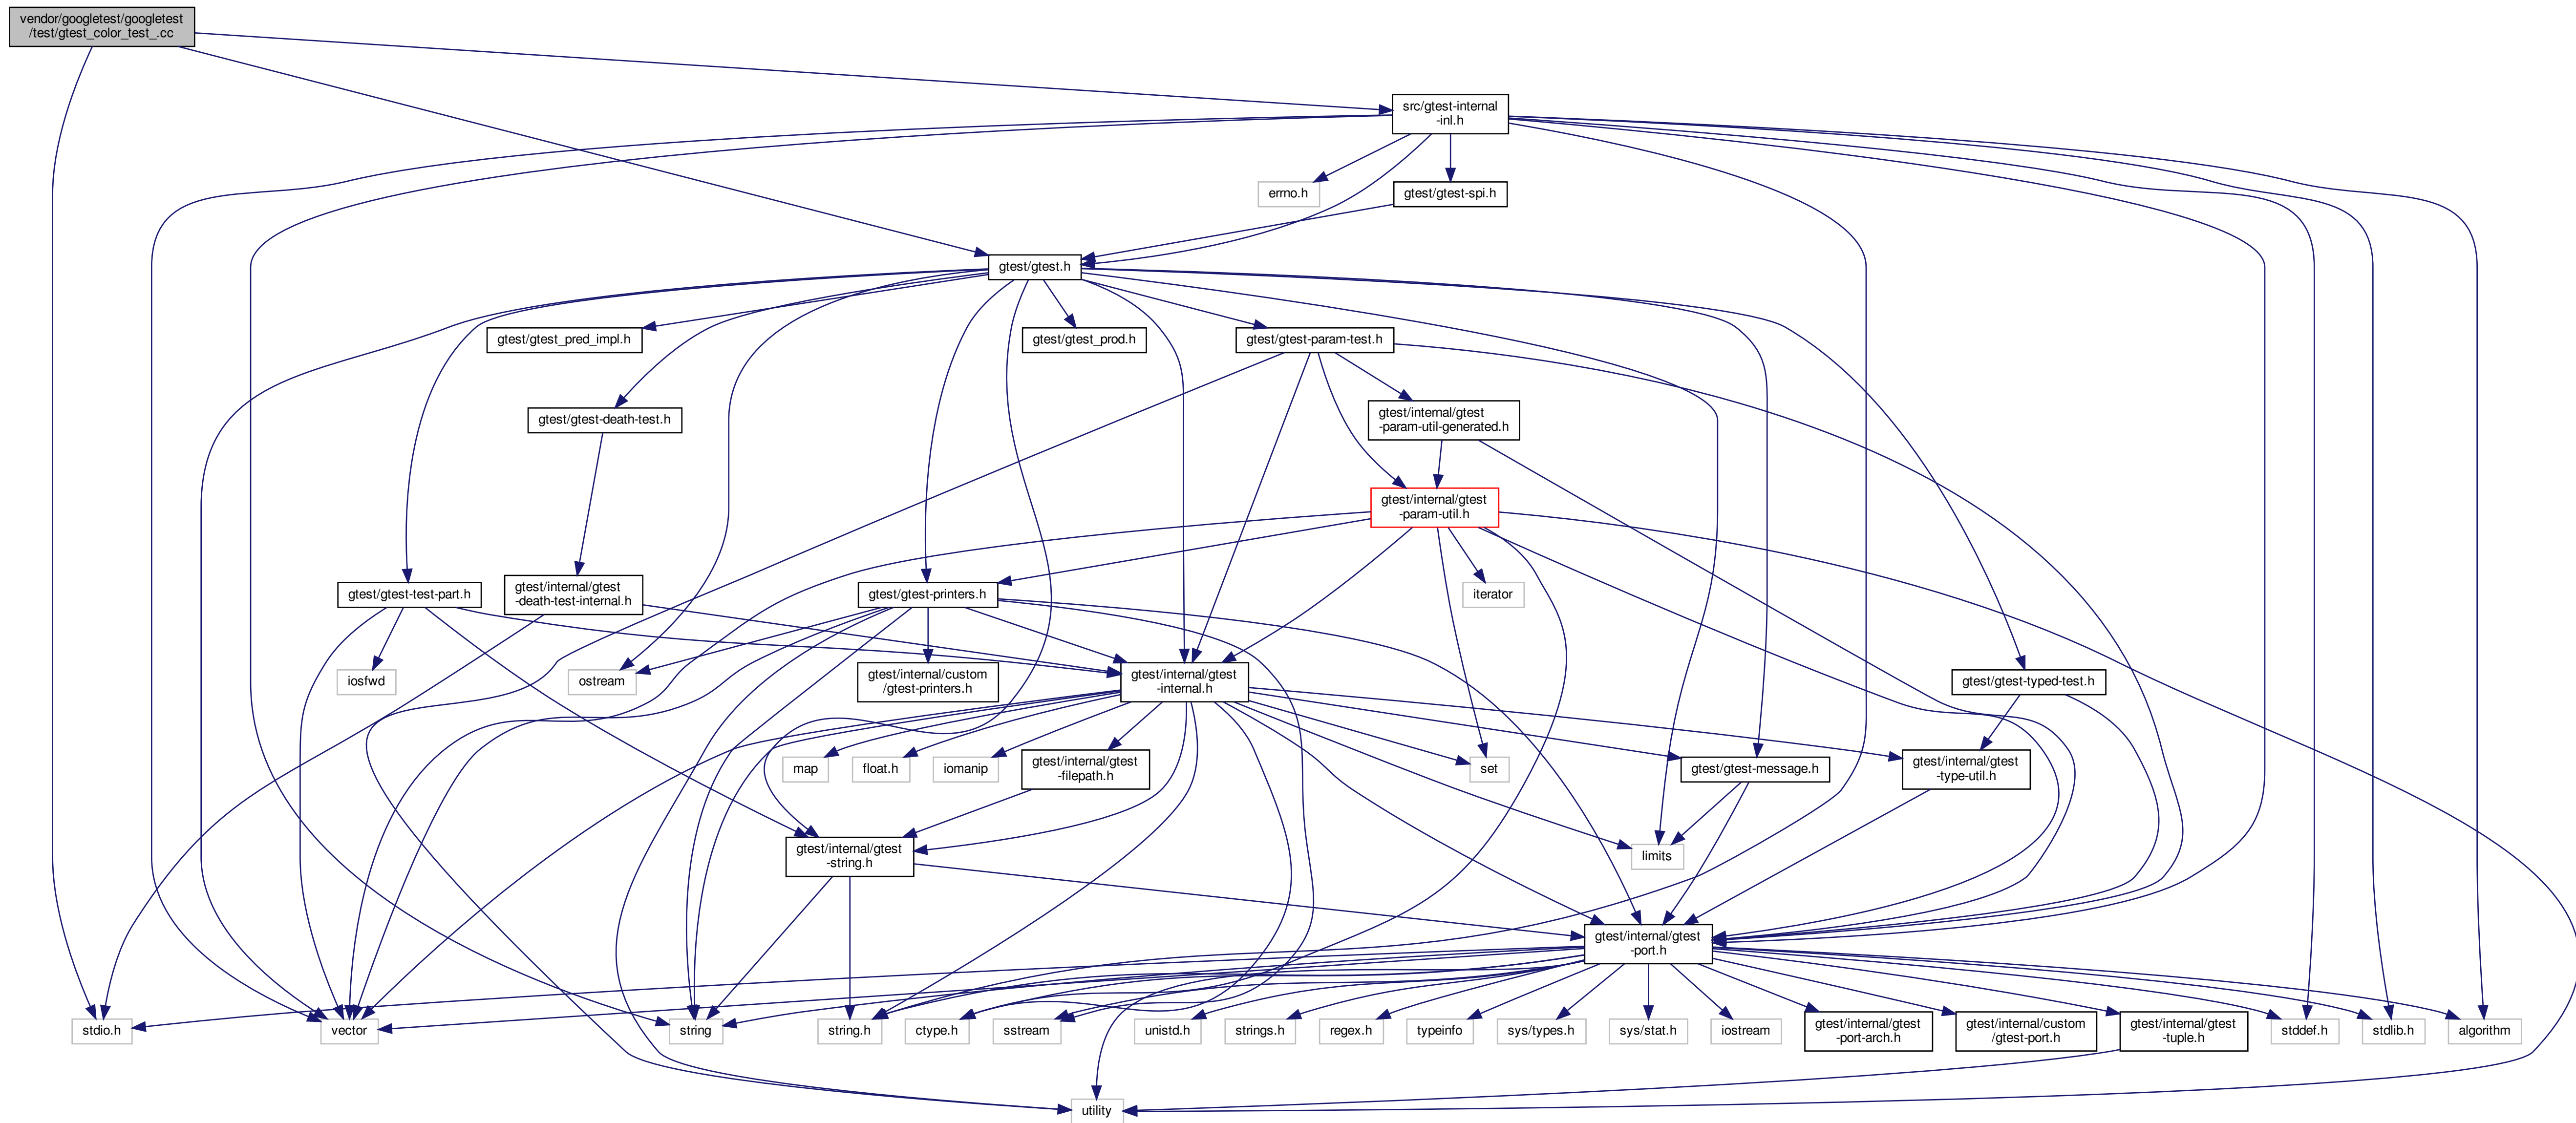 vendor/googletest/googletest
/test/gtest_color_test_.cc
src/gtest-internal
-inl.h
errno.h
gtest/gtest-spi.h
gtest/gtest.h
gtest/gtest_pred_impl.h
gtest/gtest_prod.h
gtest/gtest-param-test.h
gtest/gtest-death-test.h
gtest/internal/gtest
-param-util-generated.h
gtest/internal/gtest
-param-util.h
gtest/gtest-test-part.h
gtest/internal/gtest
-death-test-internal.h
gtest/gtest-printers.h
iterator
iosfwd
ostream
gtest/internal/custom
/gtest-printers.h
gtest/internal/gtest
-internal.h
gtest/gtest-typed-test.h
map
float.h
iomanip
gtest/internal/gtest
-filepath.h
set
gtest/gtest-message.h
gtest/internal/gtest
-type-util.h
gtest/internal/gtest
-string.h
limits
gtest/internal/gtest
-port.h
stdio.h
vector
string
string.h
ctype.h
sstream
unistd.h
strings.h
regex.h
typeinfo
sys/types.h
sys/stat.h
iostream
gtest/internal/gtest
-port-arch.h
gtest/internal/custom
/gtest-port.h
gtest/internal/gtest
-tuple.h
stddef.h
stdlib.h
algorithm
utility